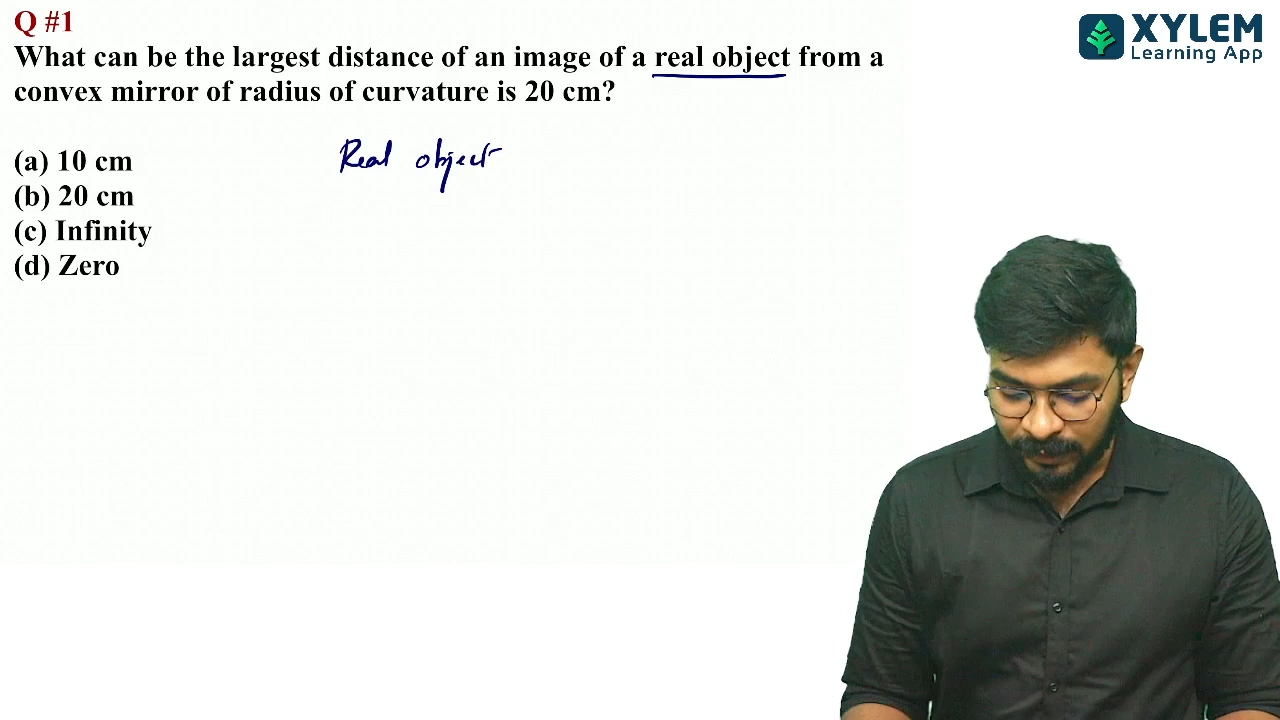 Q #1
XYLEM
Learning App
What can be the largest distance of an image of a real object from a
convex mirror of radius of curvature is 20 cm?
Real object
(a) 10 cm
(b) 20 cm
(c) Infinity
(d) Zero